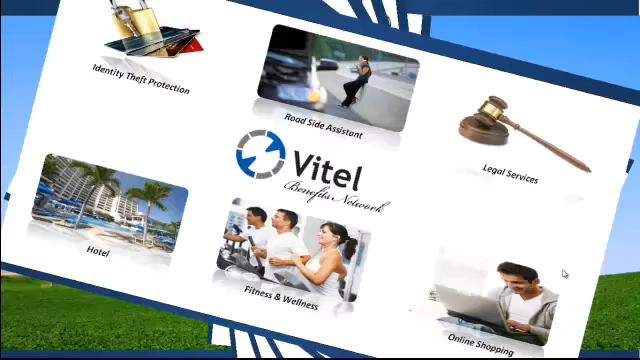 Identity Theft Protection
Road Side Assistant
Legal Services
Vitel
Benefits Network
Hotel
Fitness & Wellness
Online Shopping